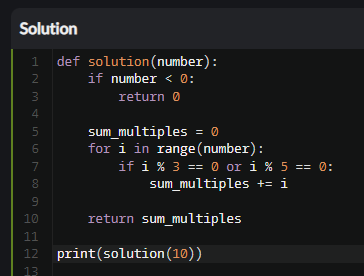 Solution
1 def solution(number):
2     if number < 0:
3         return 0
4
5     sum_multiples = 0
6     for i in range(number):
7         if i % 3 == 0 or i % 5 == 0:
8             sum_multiples += i
9
10     return sum_multiples
11
12 print(solution(10))
13